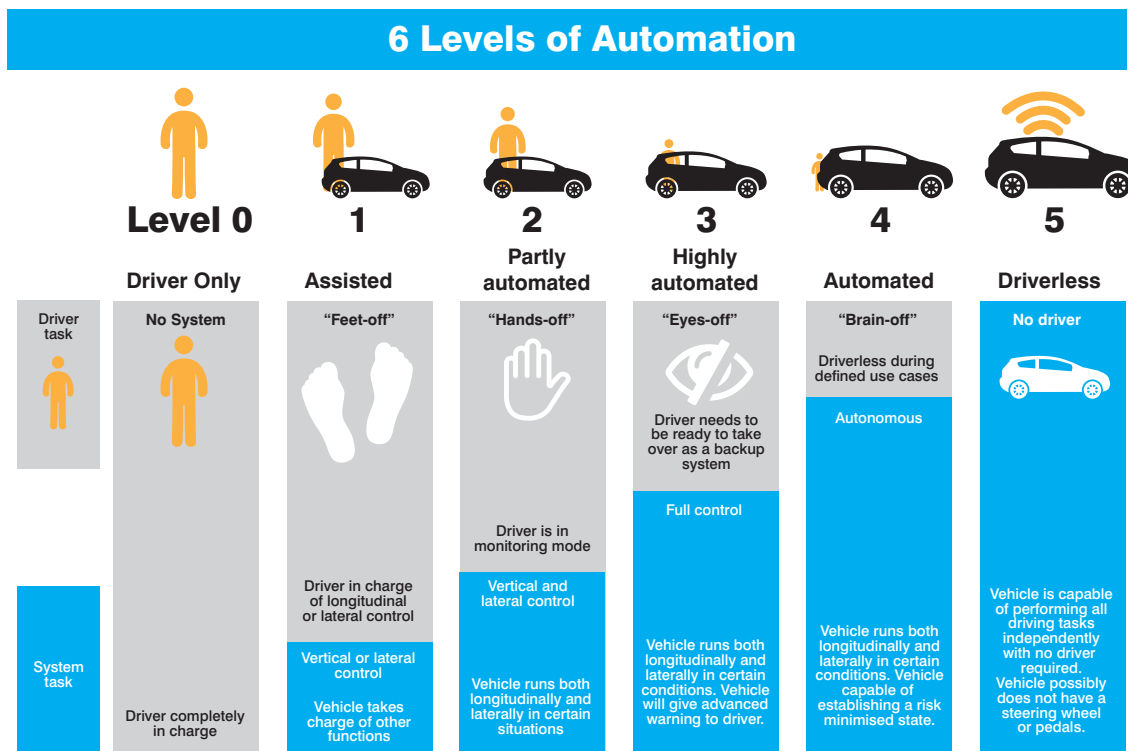 6 Levels of Automation
Level 0
1
2
3
4
5
Driver Only
Assisted
Partly
automated
Highly
automated
Automated
Driverless
Driver
task
System
task
No System
Driver completely
in charge
“Feet-off”
Driver in charge
of longitudinal
or lateral control
Vertical or lateral
control
Vehicle takes
charge of other
functions
“Hands-off”
Driver is in
monitoring mode
Vertical and
lateral control
Vehicle runs both
longitudinally and
laterally in certain
situations
“Eyes-off”
Driver needs to
be ready to take
over as a backup
system
Full control
Vehicle runs both
longitudinally and
laterally in certain
conditions. Vehicle
will give advanced
warning to driver.
“Brain-off”
Driverless during
defined use cases
Autonomous
Vehicle runs both
longitudinally and
laterally in certain
conditions. Vehicle
capable of
establishing a risk
minimised state.
No driver
Vehicle is capable
of performing all
driving tasks
independently
with no driver
required.
Vehicle possibly
does not have a
steering wheel
or pedals.